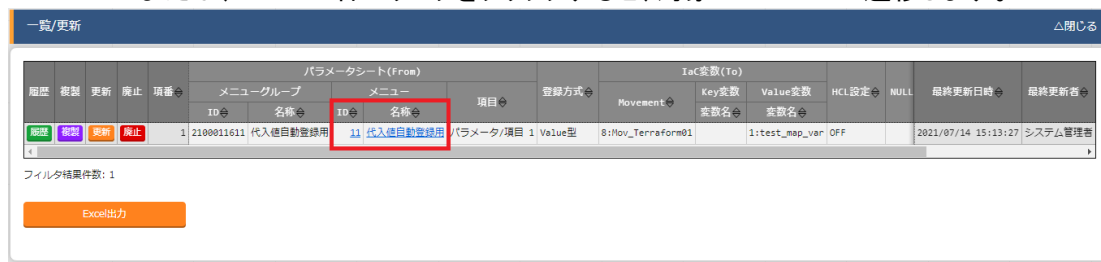 一覧/更新 △閉じる
パラメータシート(From) IaC変数(To)
履歴 複製 更新 廃止 項番 メニューグループ メニュー 項目 登録方式 Movement Key変数 Value変数 HCL設定 NULL 最終更新日時 最終更新者
ID 名称 ID 名称 変数名 変数名
履歴 複製 更新 廃止 1 2100011611 代入値自動登録用 11 代入値自動登録用 パラメータ/項目 1 Value型 8:Mov_Terraform01 1:test_map_var OFF 2021/07/14 15:13:27 システム管理者
フィルタ結果件数: 1
Excel出力